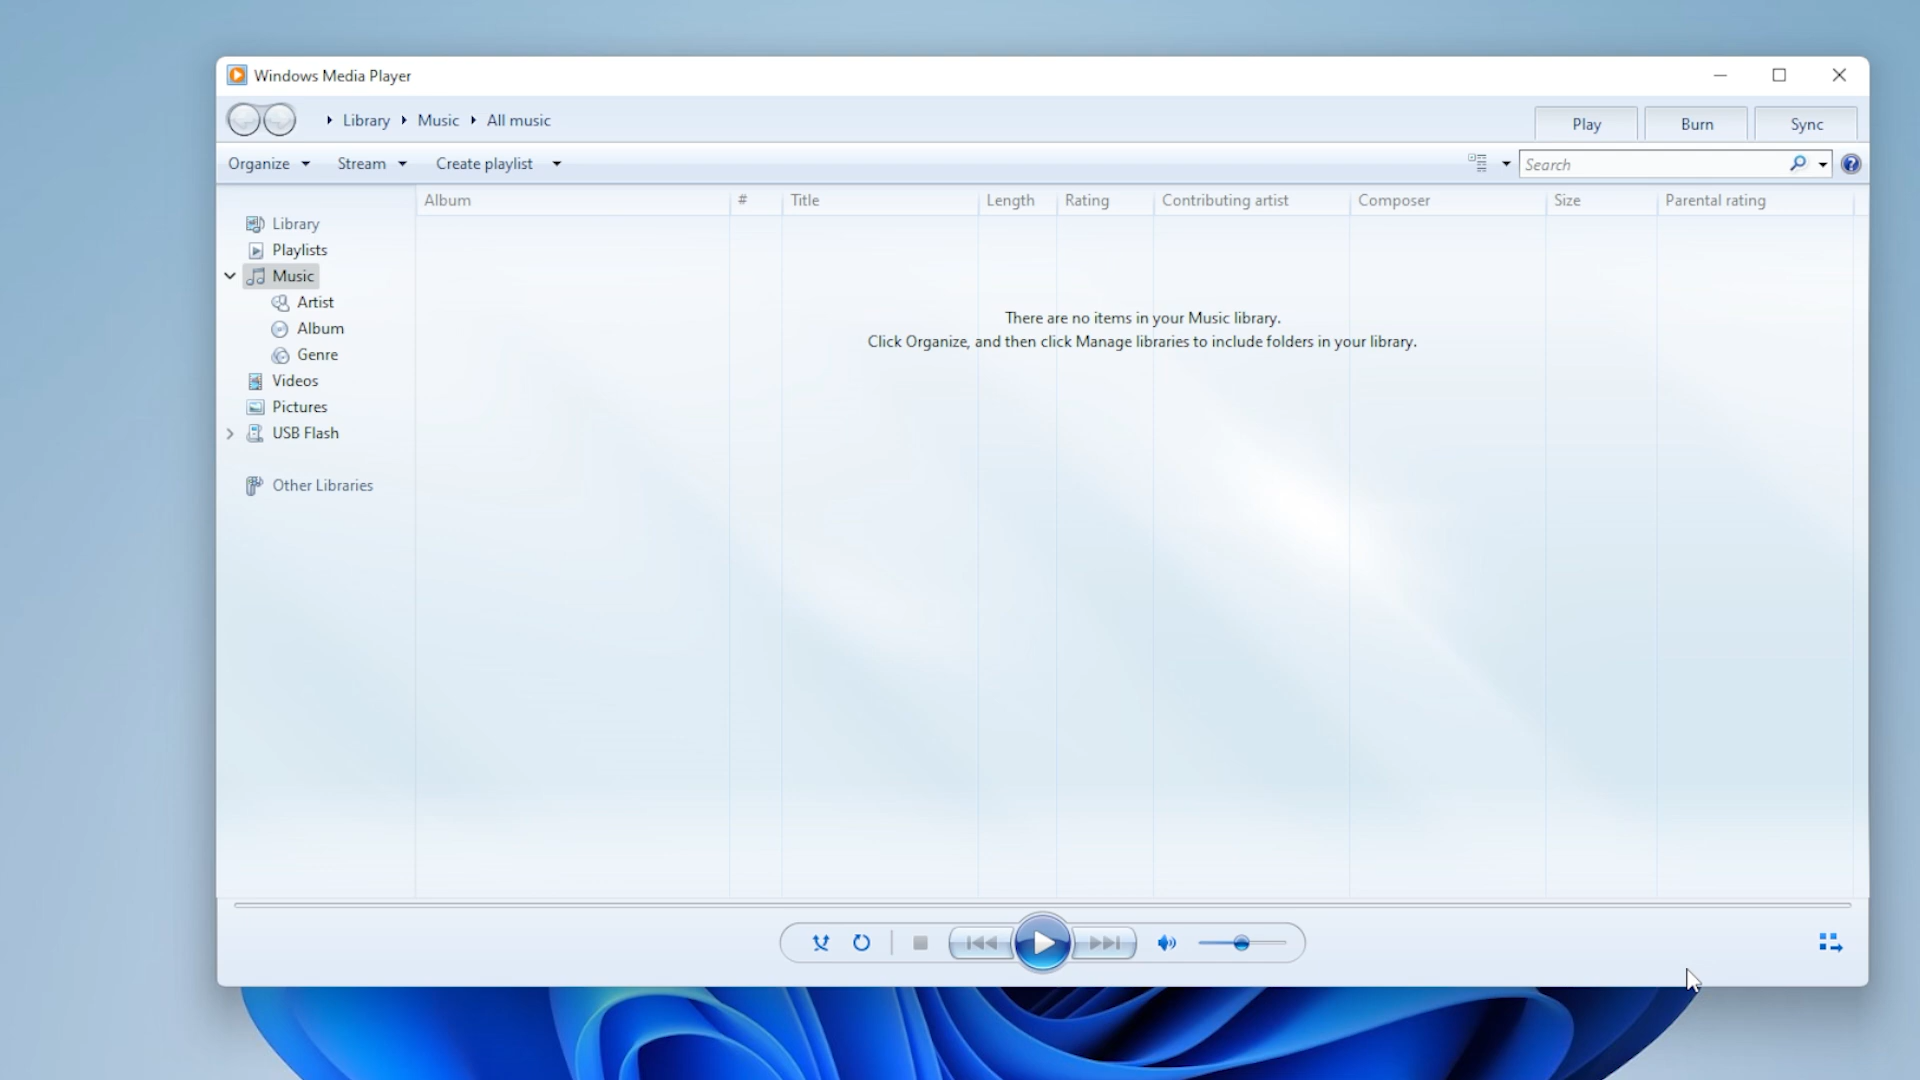 Windows Media Player
Library Music All music
Play Burn Sync
Organize Stream Create playlist
Search
Album # Title Length Rating Contributing artist Composer Size Parental rating
Library
Playlists
Music
Artist
Album
Genre
Videos
Pictures
USB Flash
Other Libraries
There are no items in your Music library.
Click Organize, and then click Manage libraries to include folders in your library.